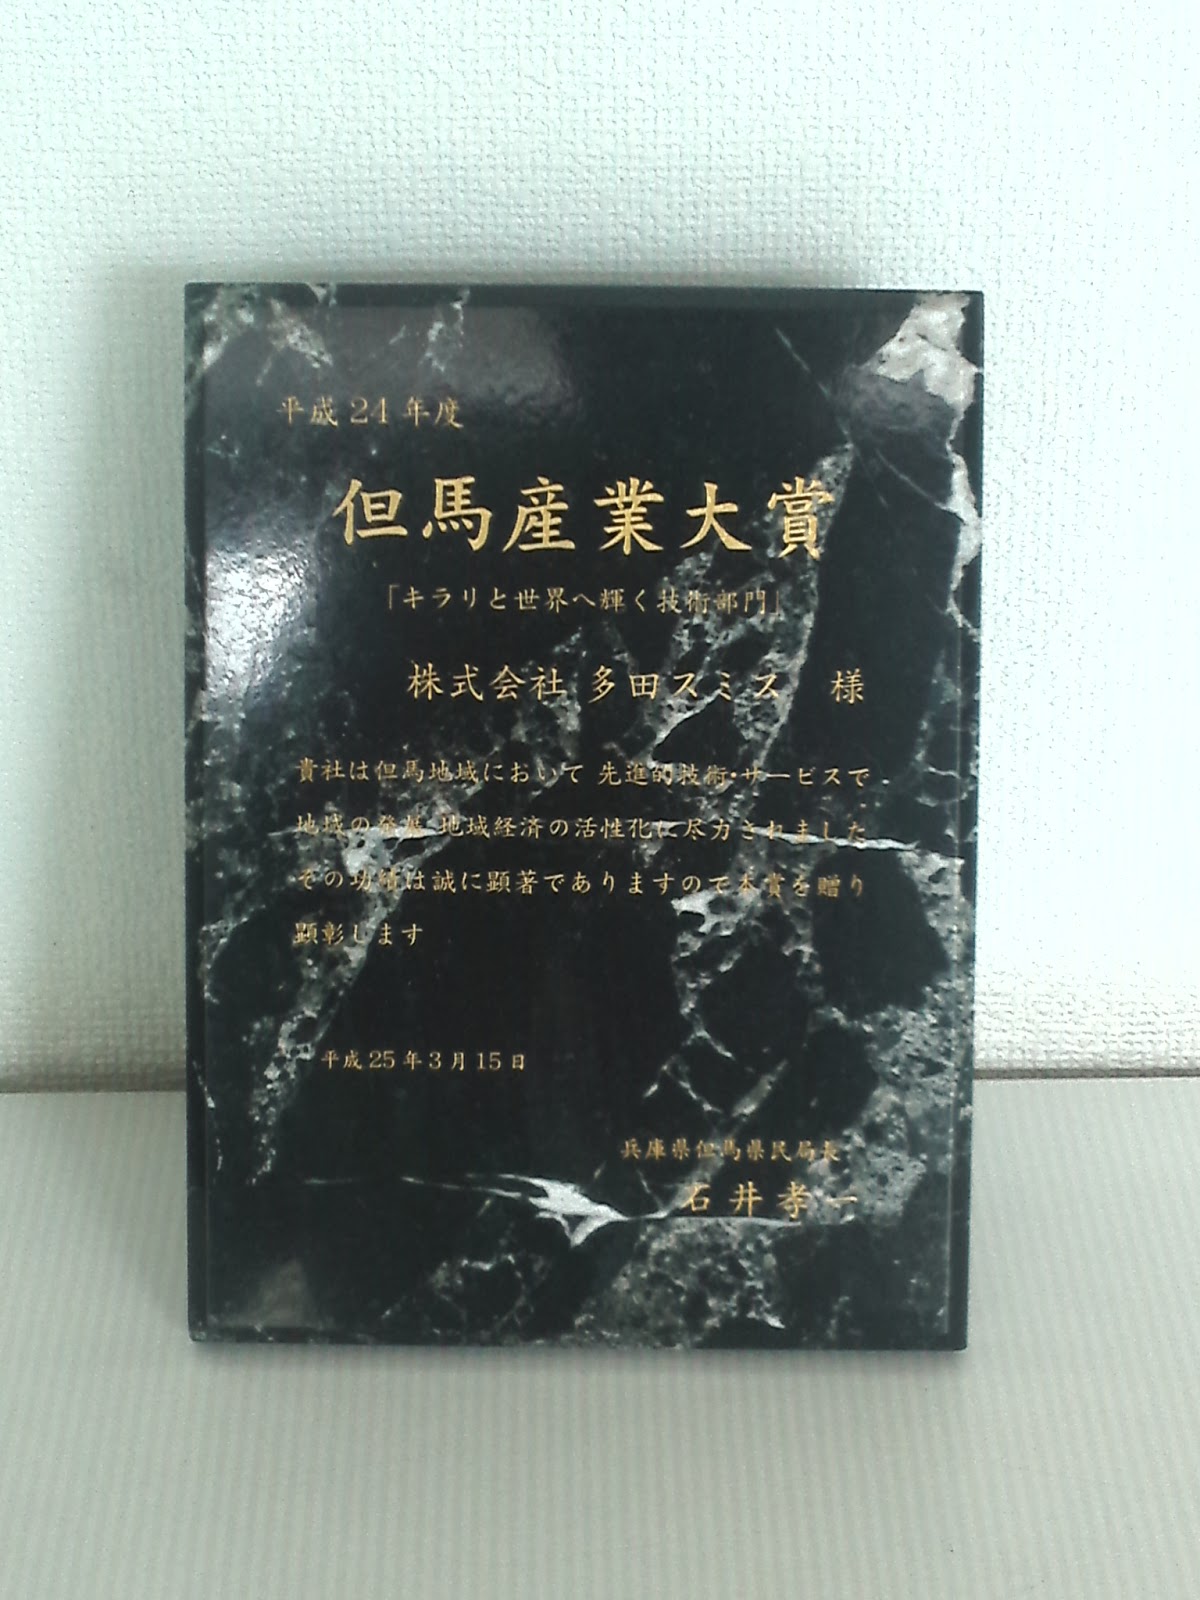 平成24年度
但馬産業大賞
「キラリと世界へ輝く技術部門」
株式会社 多田スミス 様
貴社は但馬地域において 先進的技術・サービスで
地域の発展 地域経済の活性化に尽力されました
その功績は誠に顕著でありますので本賞を贈り
顕彰します
平成25年3月15日
兵庫県但馬県民局長
石井孝一